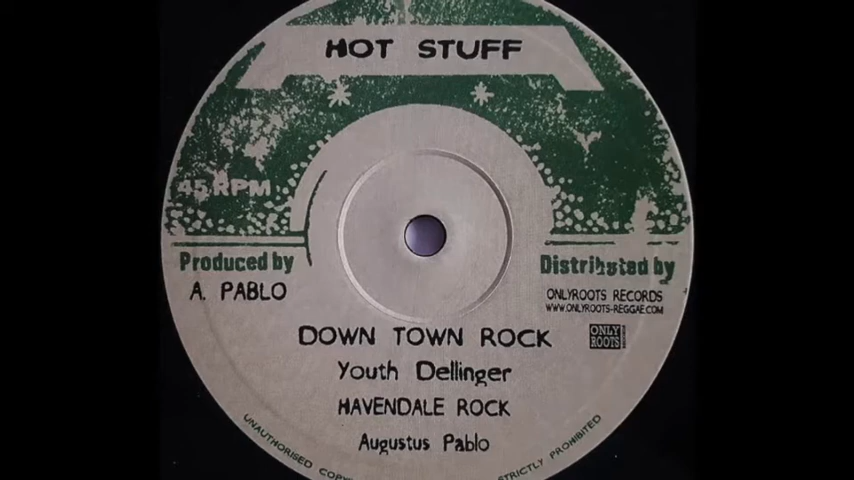 HOT STUFF
45 RPM
Produced by
A. PABLO
Distributed by
ONLYROOTS RECORDS
WWW.ONLYROOTS-REGGAE.COM
ONLY
ROOTS
DOWN TOWN ROCK
Youth Dellinger
HAVENDALE ROCK
Augustus Pablo
UNAUTHORISED COPY
STRICTLY PROHIBITED